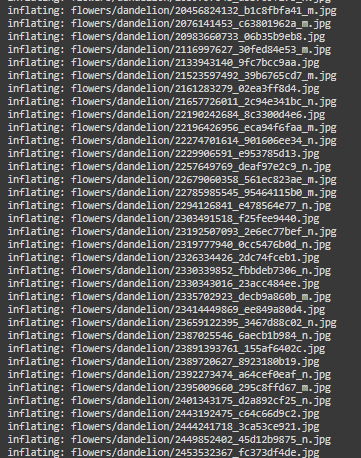 inflating: flowers/dandelion/20456824132_b1c8fbfa41_m.jpg
inflating: flowers/dandelion/2076141453_c63801962a_m.jpg
inflating: flowers/dandelion/20983660733_06b35b9eb8.jpg
inflating: flowers/dandelion/2116997627_30fed84e53_m.jpg
inflating: flowers/dandelion/2133943140_9fc7bcc9aa.jpg
inflating: flowers/dandelion/21523597492_39b6765cd7_m.jpg
inflating: flowers/dandelion/2161283279_02ea3ff8d4.jpg
inflating: flowers/dandelion/21657726011_2c94e341bc_n.jpg
inflating: flowers/dandelion/22190242684_8c3300d4e6.jpg
inflating: flowers/dandelion/22196426956_eca94f6faa_m.jpg
inflating: flowers/dandelion/22274701614_901606ee34_n.jpg
inflating: flowers/dandelion/2229906591_e953785d13.jpg
inflating: flowers/dandelion/2257649769_deaf97e2c9_n.jpg
inflating: flowers/dandelion/22679060358_561ec823ae_m.jpg
inflating: flowers/dandelion/22785985545_95464115b0_m.jpg
inflating: flowers/dandelion/2294126841_e478564e77_n.jpg
inflating: flowers/dandelion/2303491518_f25fee9440.jpg
inflating: flowers/dandelion/23192507093_2e6ec77bef_n.jpg
inflating: flowers/dandelion/2319777940_0cc5476b0d_n.jpg
inflating: flowers/dandelion/2326334426_2dc74fceb1.jpg
inflating: flowers/dandelion/2330339852_fbbdeb7306_n.jpg
inflating: flowers/dandelion/2330343016_23acc484ee.jpg
inflating: flowers/dandelion/2335702923_decb9a860b_m.jpg
inflating: flowers/dandelion/23414449869_ee849a80d4.jpg
inflating: flowers/dandelion/23659122395_3467d88c02_n.jpg
inflating: flowers/dandelion/2387025546_6aecb1b984_n.jpg
inflating: flowers/dandelion/23891393761_155af6402c.jpg
inflating: flowers/dandelion/2389720627_8923180b19.jpg
inflating: flowers/dandelion/2392273474_a64cef0eaf_n.jpg
inflating: flowers/dandelion/2395009660_295c8ffd67_m.jpg
inflating: flowers/dandelion/2401343175_d2a892cf25_n.jpg
inflating: flowers/dandelion/2443192475_c64c66d9c2.jpg
inflating: flowers/dandelion/2444241718_3ca53ce921.jpg
inflating: flowers/dandelion/2449852402_45d12b9875_n.jpg
inflating: flowers/dandelion/2453532367_fc373df4de.jpg